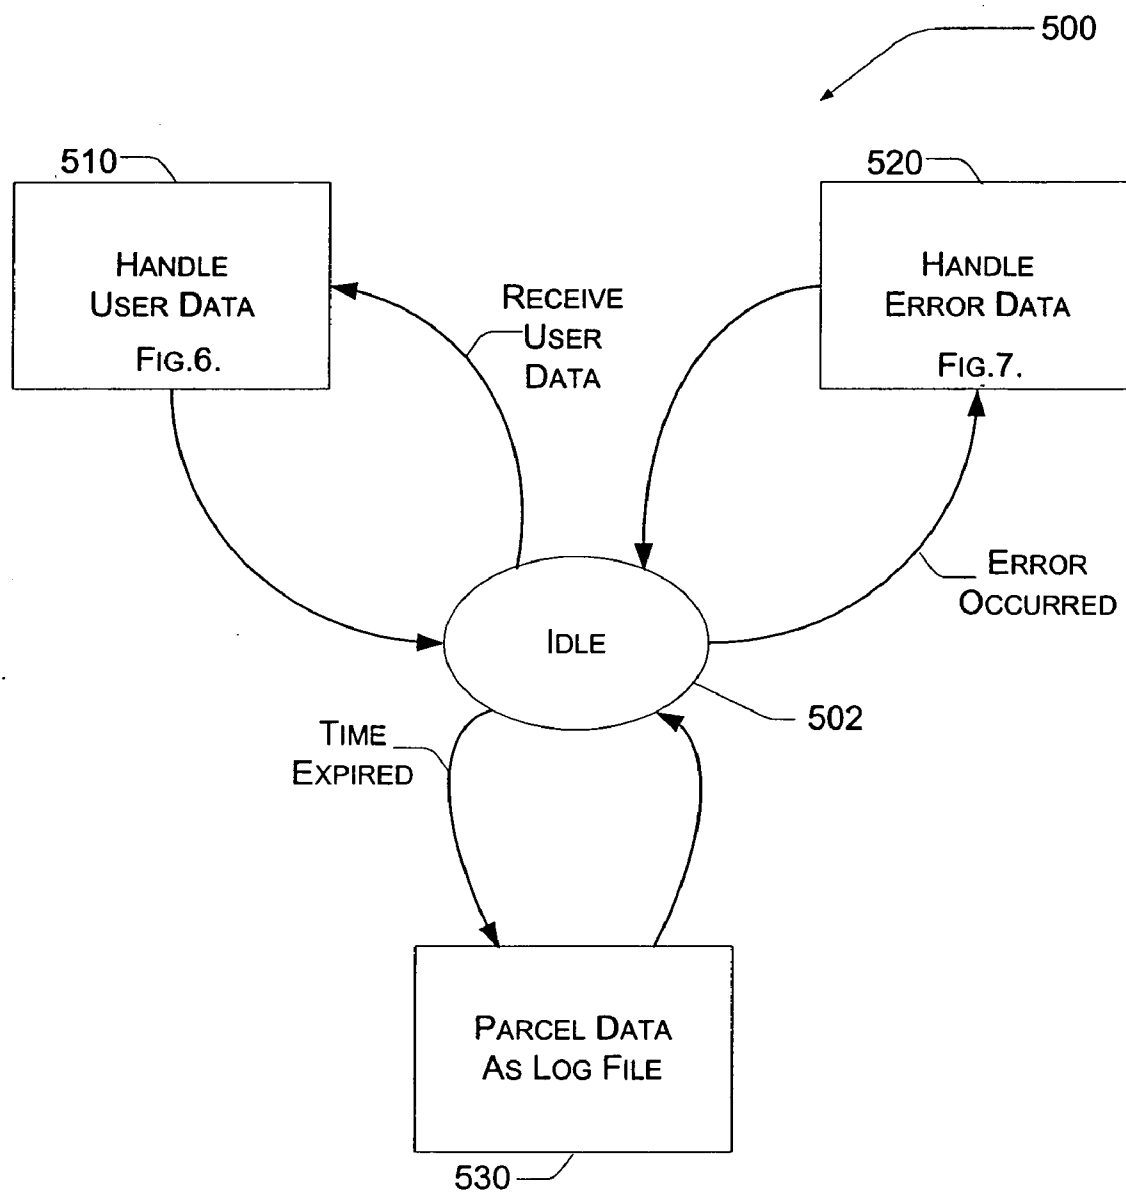 500
510
520
HANDLE
USER DATA
FIG.6.
RECEIVE
USER
DATA
HANDLE
ERROR DATA
FIG.7.
ERROR
OCCURRED
IDLE
502
TIME
EXPIRED
PARCEL DATA
AS LOG FILE
530